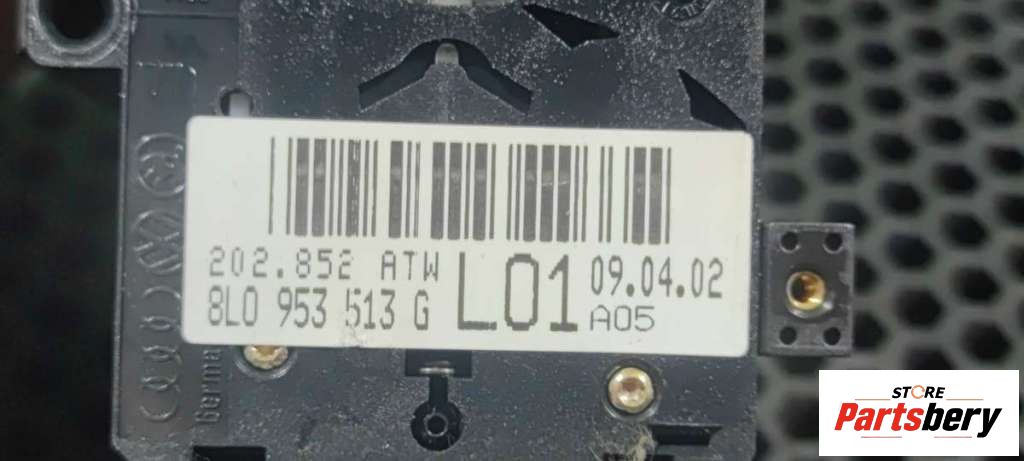 202.852 ATW
8L0 953 513 G
L01
09.04.02
A05
STORE
Partsbery